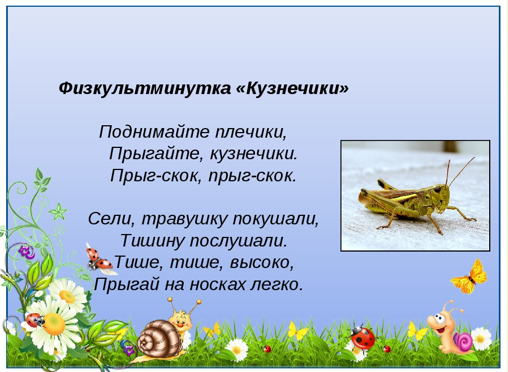 Физкультминутка «Кузнечики»
Поднимайте плечики,
Прыгайте, кузнечики.
Прыг-скок, прыг-скок.
Сели, травушку покушали,
Тишину послушали.
Тише, тише, высоко,
Прыгай на носках легко.